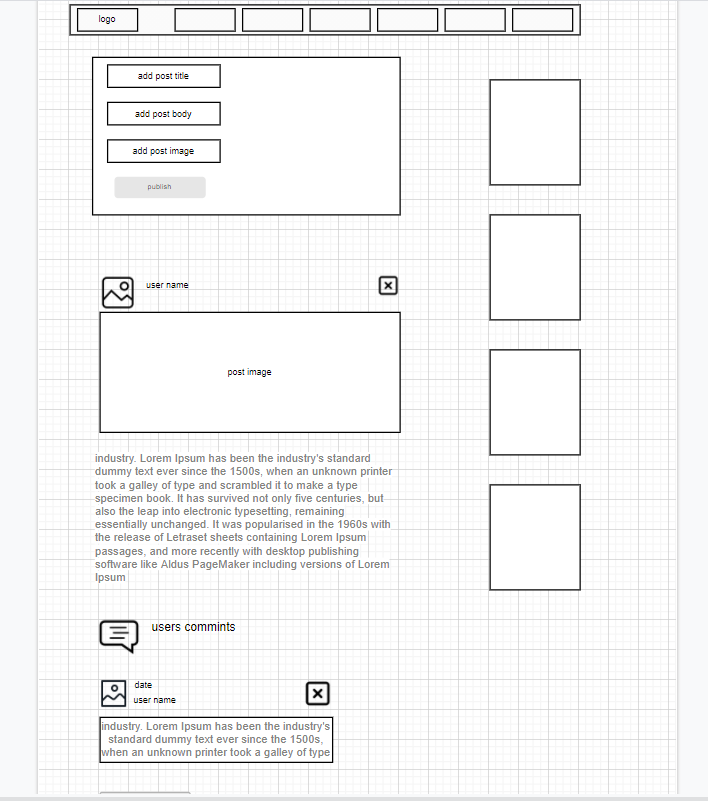 logo
add post title
add post body
add post image
publish
user name
post image
industry. Lorem Ipsum has been the industry's standard
dummy text ever since the 1500s, when an unknown printer
took a galley of type and scrambled it to make a type
specimen book. It has survived not only five centuries, but
also the leap into electronic typesetting, remaining
essentially unchanged. It was popularised in the 1960s with
the release of Letraset sheets containing Lorem Ipsum
passages, and more recently with desktop publishing
software like Aldus PageMaker including versions of Lorem
Ipsum
users commints
date
user name
industry. Lorem Ipsum has been the industry's
standard dummy text ever since the 1500s,
when an unknown printer took a galley of type